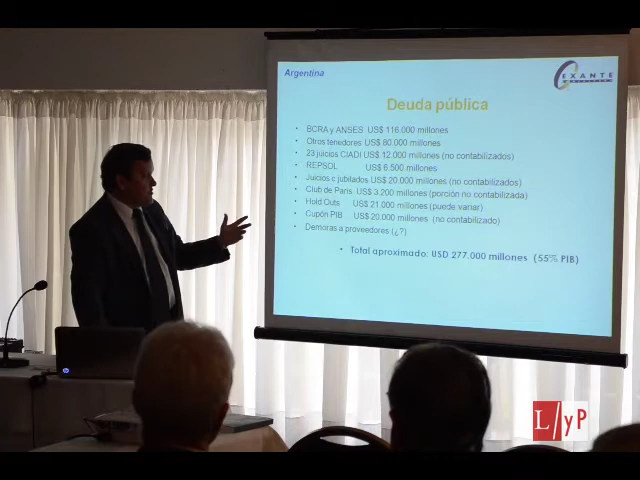 Argentina
EXANTE
Deuda pública
• BCRA y ANSES US$ 116.000 millones
• Otros tenedores US$ 80.000 millones
• 23 juicios CIADI US$ 12.000 millones (no contabilizados)
• REPSOL US$ 6.500 millones
• Juicios c jubilados US$ 20.000 millones (no contabilizados)
• Club de Paris US$ 3.200 millones (porción no contabilizada)
• Hold Outs US$ 21.000 millones (puede variar)
• Cupón PIB US$ 20.000 millones (no contabilizado)
• Demoras a proveedores (¿?)
• Total aproximado: USD 277.000 millones (55% PIB)
L/yP